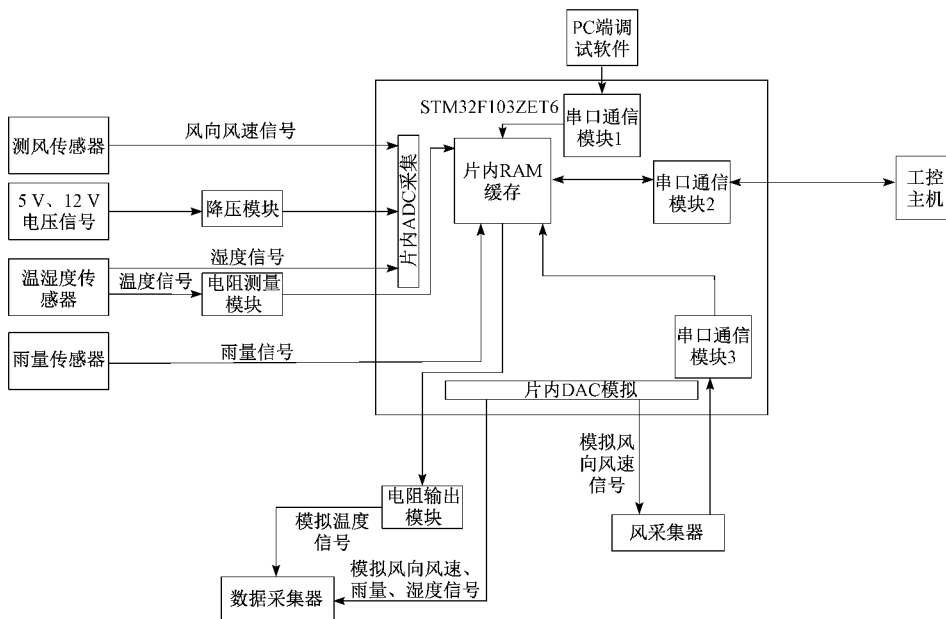 PC端调
试软件
STM32F103ZET6
串口通信
模块1
测风传感器
风向风速信号
片内ADC采集
片内RAM
缓存
串口通信
模块2
工控
主机
5 V、12 V
电压信号
降压模块
湿度信号
温湿度传
感器
温度信号
电阻测量
模块
雨量传感器
雨量信号
串口通信
模块3
片内DAC模拟
模拟风
向风速
信号
电阻输出
模块
模拟温度
信号
风采集器
模拟风向风速、
雨量、湿度信号
数据采集器